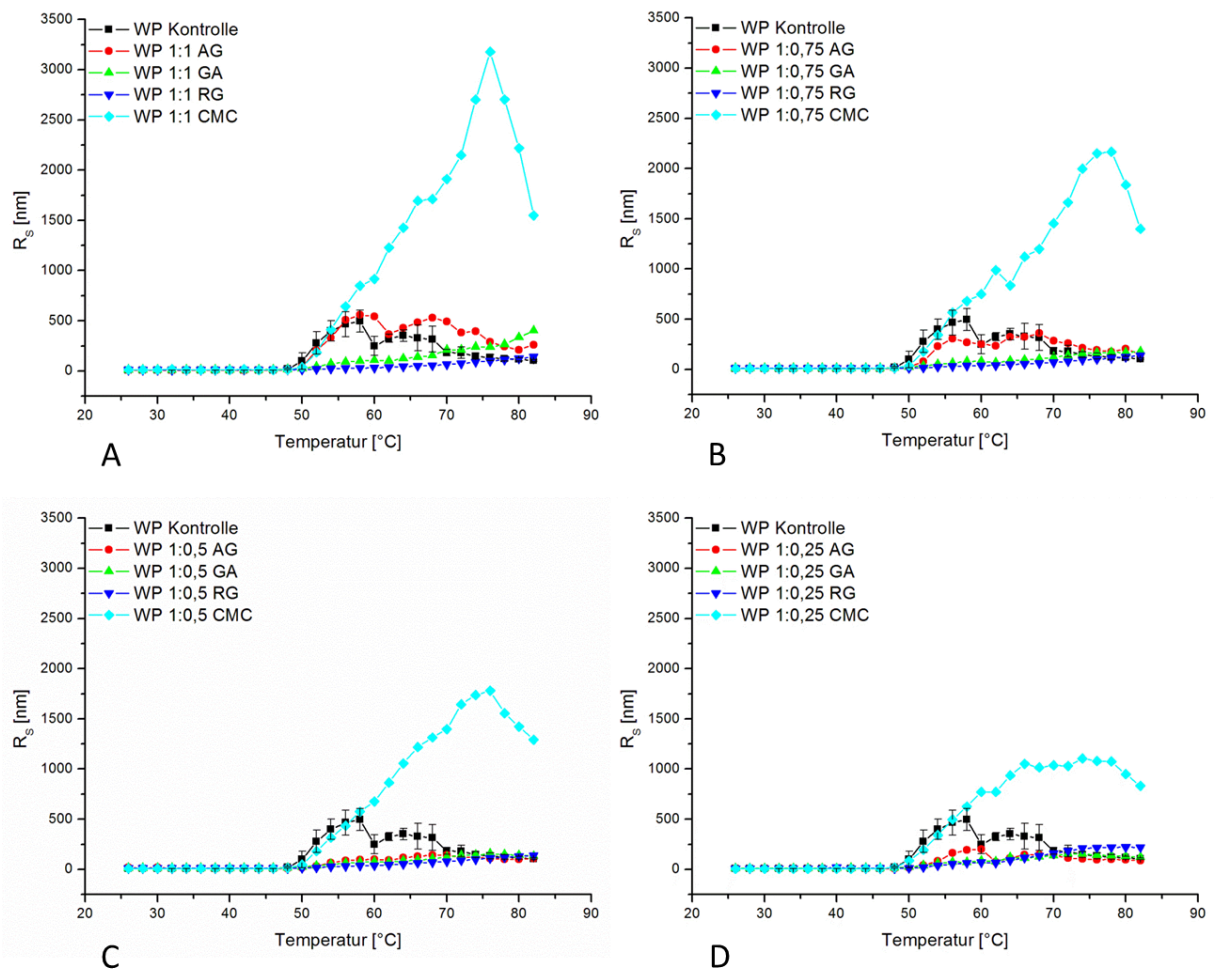 WP Kontrolle
WP 1:1 AG
WP 1:1 GA
WP 1:1 RG
WP 1:1 CMC
3500
3000
2500
2000
1500
1000
500
0
R_S [nm]
20 30 40 50 60 70 80 90
Temperatur [°C]
A
WP Kontrolle
WP 1:0,75 AG
WP 1:0,75 GA
WP 1:0,75 RG
WP 1:0,75 CMC
3500
3000
2500
2000
1500
1000
500
0
R_S [nm]
20 30 40 50 60 70 80 90
Temperatur [°C]
B
WP Kontrolle
WP 1:0,5 AG
WP 1:0,5 GA
WP 1:0,5 RG
WP 1:0,5 CMC
3500
3000
2500
2000
1500
1000
500
0
R_S [nm]
20 30 40 50 60 70 80 90
Temperatur [°C]
C
WP Kontrolle
WP 1:0,25 AG
WP 1:0,25 GA
WP 1:0,25 RG
WP 1:0,25 CMC
3500
3000
2500
2000
1500
1000
500
0
R_S [nm]
20 30 40 50 60 70 80 90
Temperatur [°C]
D